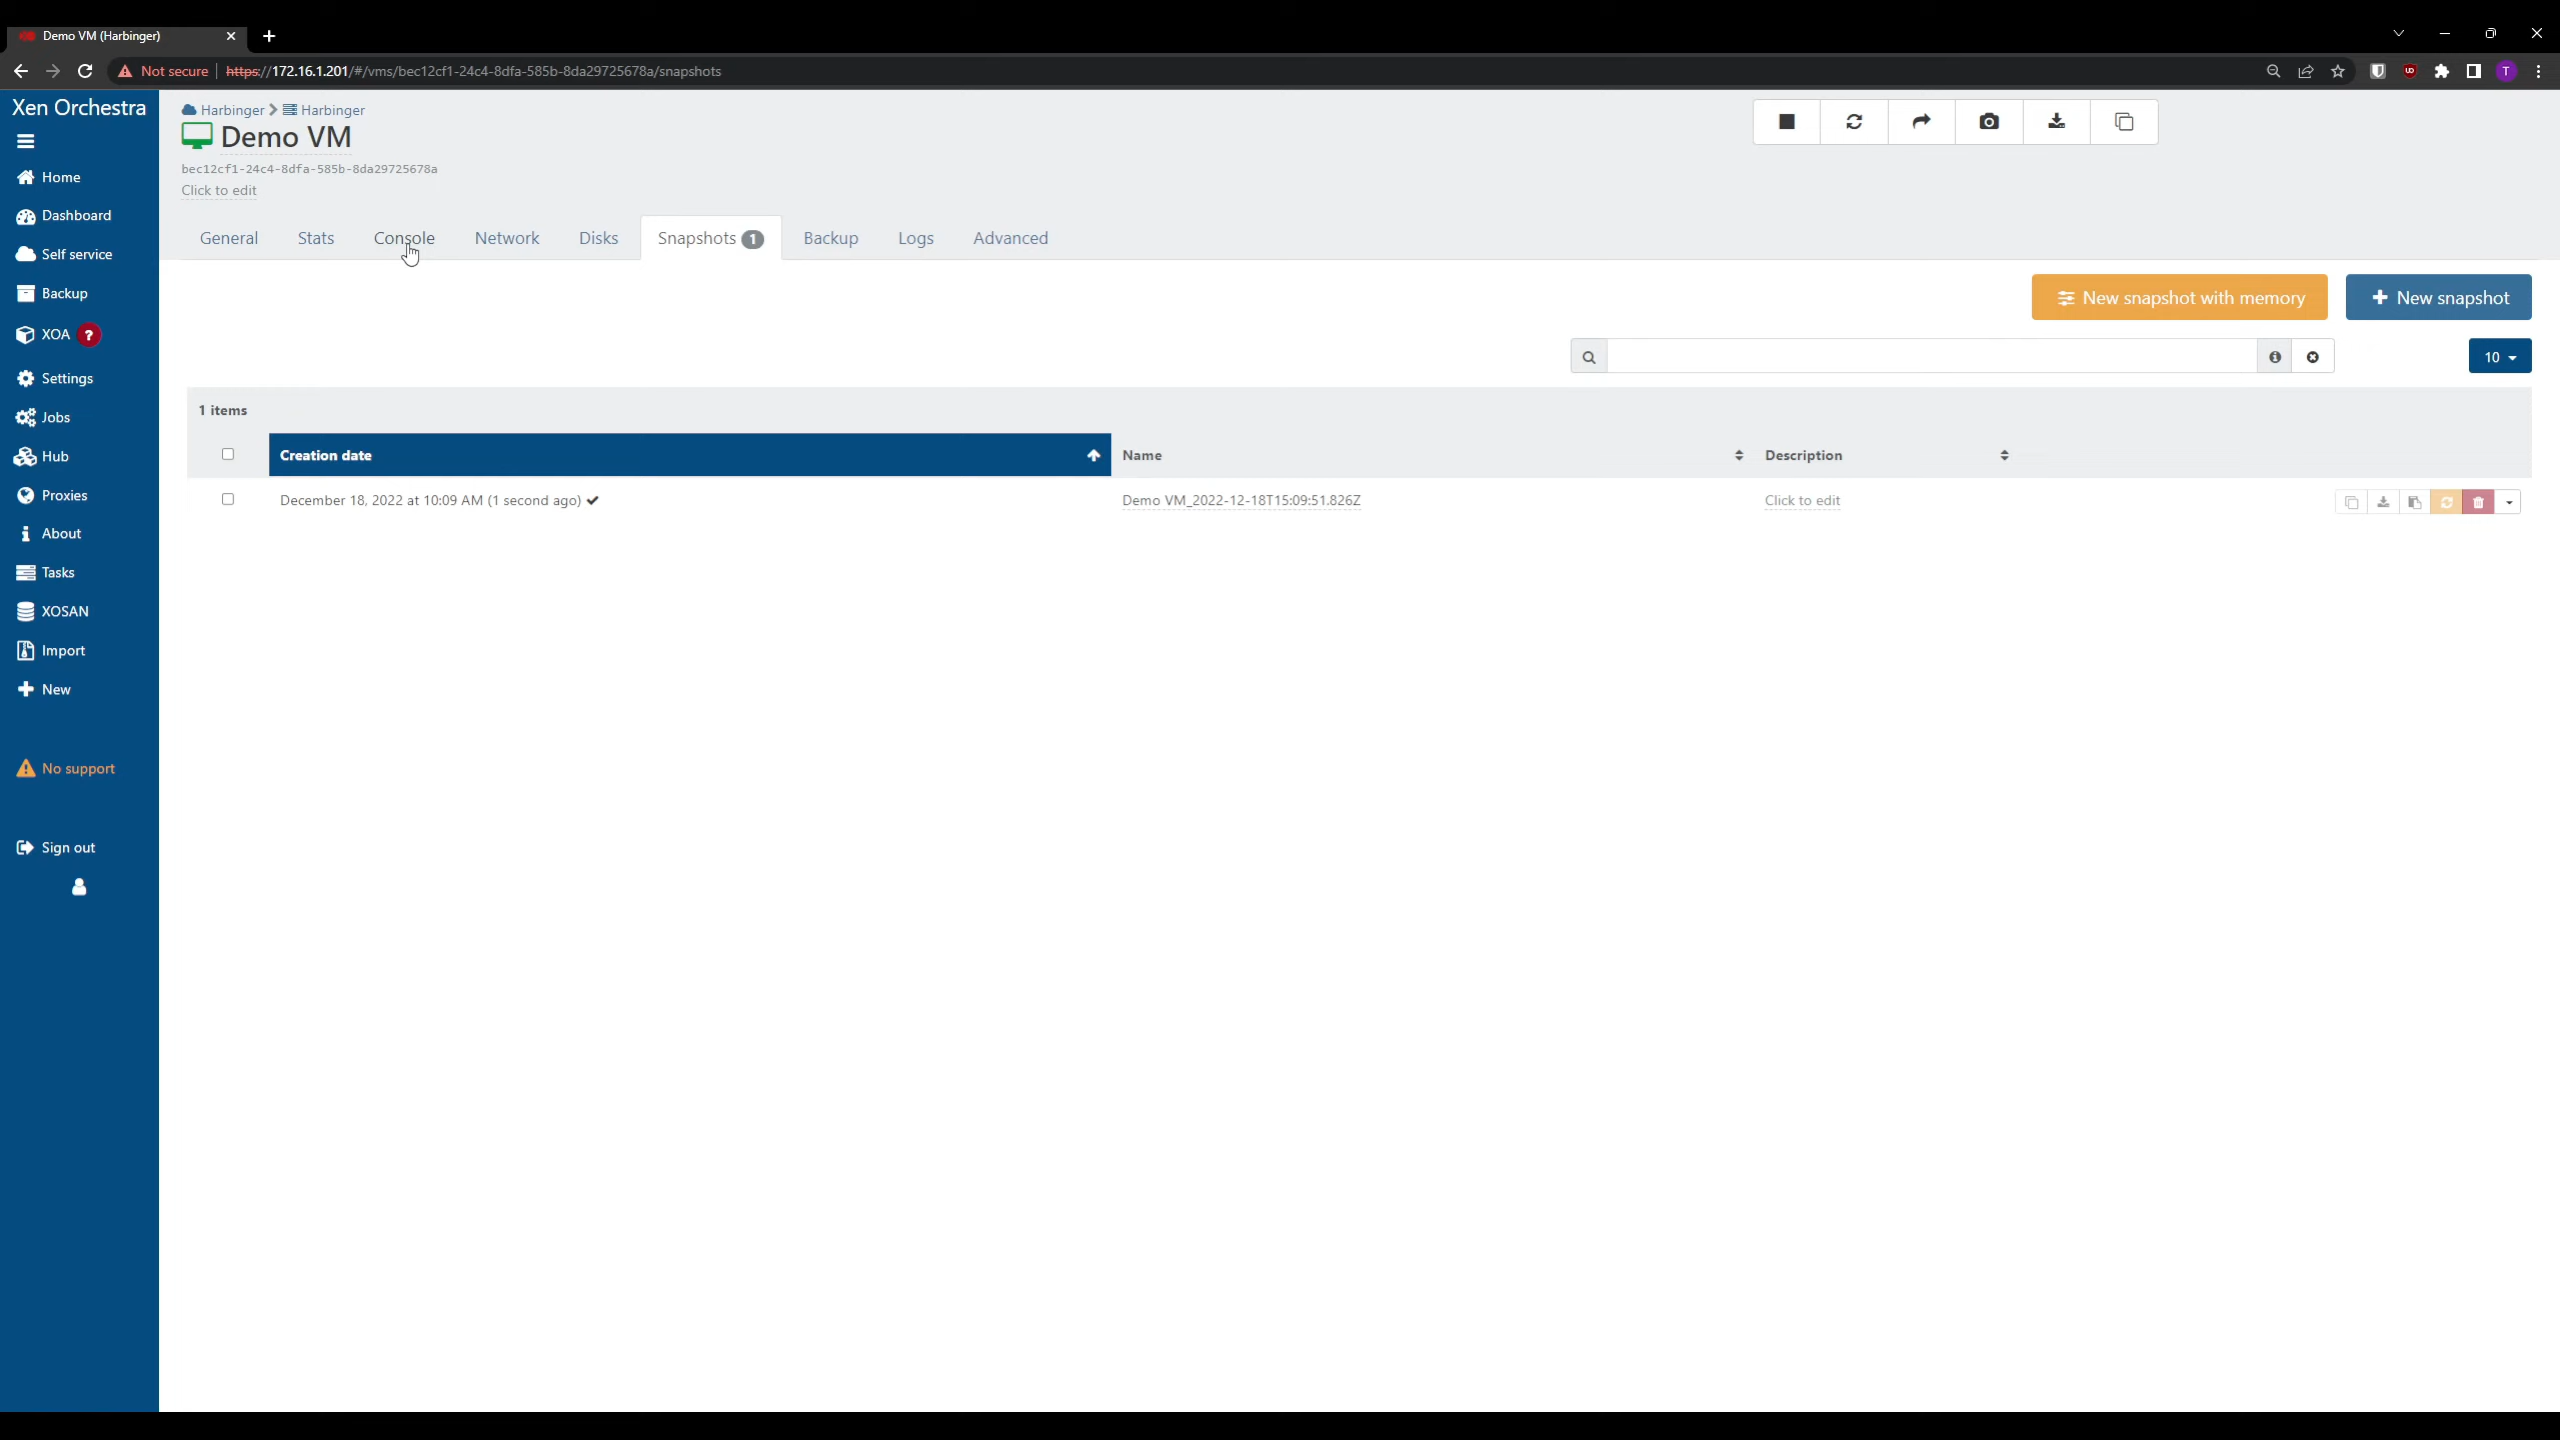 Demo VM (Harbinger)
Not secure https://172.16.1.201/#/vms/bec12cf1-24c4-8dfa-585b-8da29725678a/snapshots
T
Xen Orchestra
Home
Dashboard
Self service
Backup
XOA ?
Settings
Jobs
Hub
Proxies
About
Tasks
XOSAN
Import
New
No support
Sign out
Harbinger Harbinger
Demo VM
bec12cf1-24c4-8dfa-585b-8da29725678a
Click to edit
General Stats Console Network Disks Snapshots 1 Backup Logs Advanced
New snapshot with memory New snapshot
10
1 items
Creation date Name Description
December 18, 2022 at 10:09 AM (1 second ago) Demo VM_2022-12-18T15:09:51.826Z Click to edit